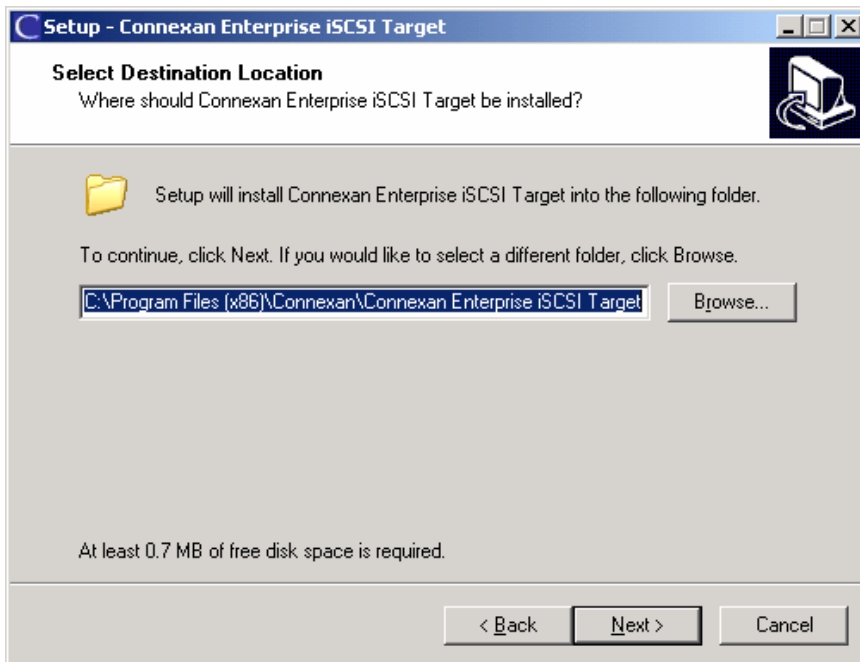 Setup - Connexan Enterprise iSCSI Target
Select Destination Location
Where should Connexan Enterprise iSCSI Target be installed?
Setup will install Connexan Enterprise iSCSI Target into the following folder.
To continue, click Next. If you would like to select a different folder, click Browse.
C:\Program Files (x86)\Connexan\Connexan Enterprise iSCSI Target
Browse...
At least 0.7 MB of free disk space is required.
< Back Next > Cancel